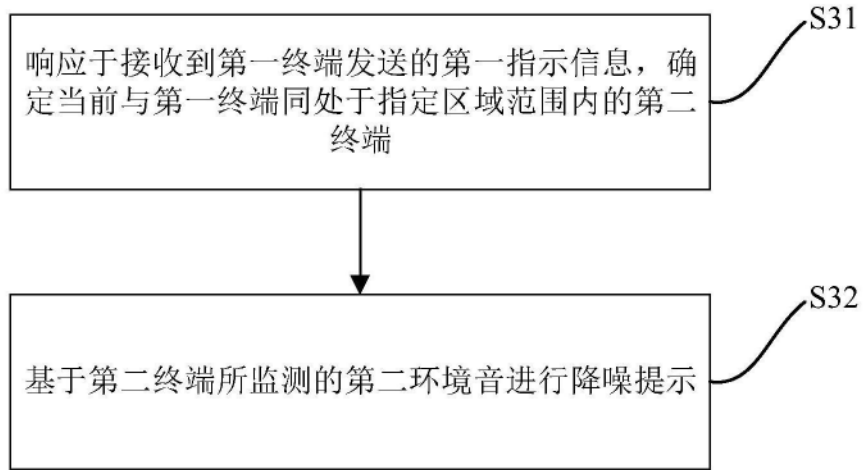 S31
响应于接收到第一终端发送的第一指示信息，确
定当前与第一终端同处于指定区域范围内的第二
终端
S32
基于第二终端所监测的第二环境音进行降噪提示